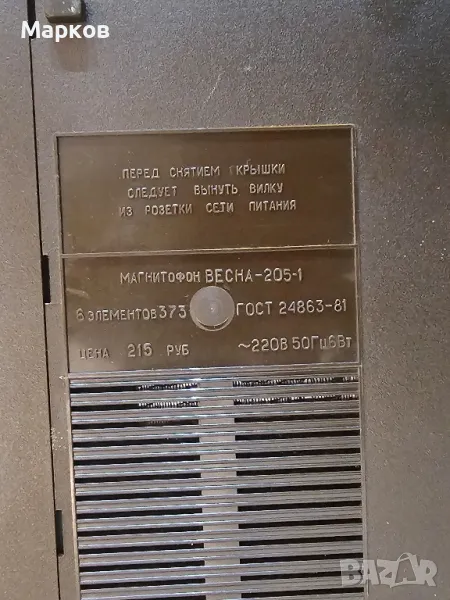 Марков
ПЕРЕД СНЯТИЕМ КРЫШКИ
СЛЕДУЕТ ВЫНУТЬ ВИЛКУ
ИЗ РОЗЕТКИ СЕТИ ПИТАНИЯ
МАГНИТОФОН ВЕСНА-205-1
6 ЭЛЕМЕНТОВ 373 ГОСТ 24863-81
ЦЕНА 215 РУБ ~220В 50Гц 6Вт
BAZAR